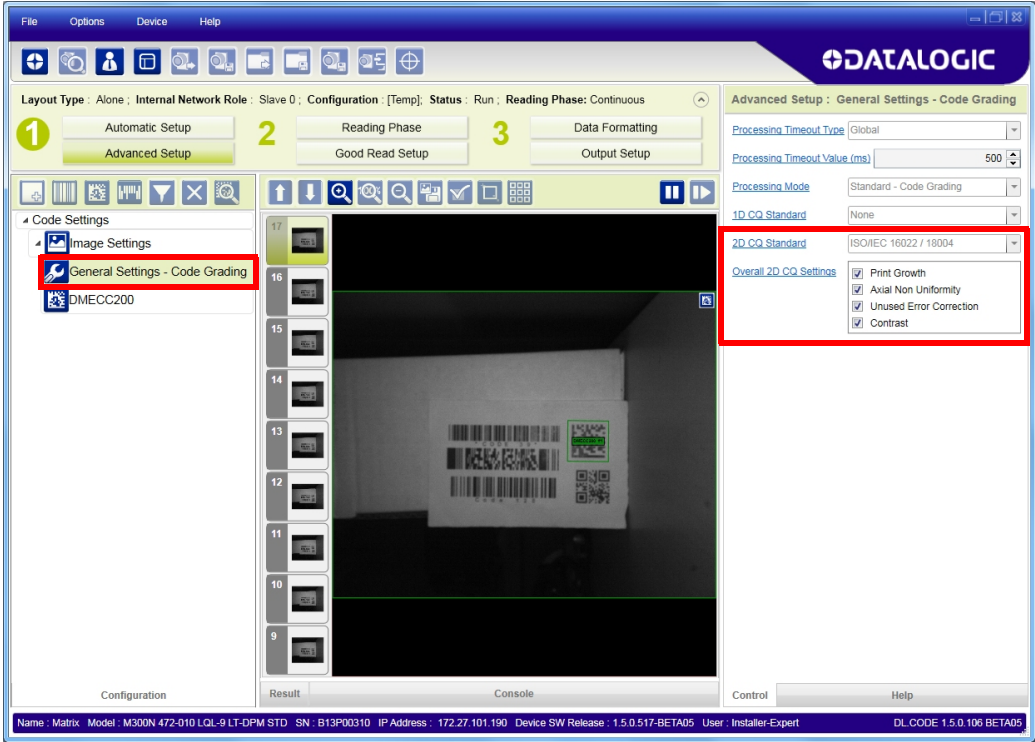 File Options Device Help
DATALOGIC
Layout Type : Alone ; Internal Network Role : Slave 0 ; Configuration : [Temp]; Status : Run ; Reading Phase: Continuous
1 Automatic Setup
Advanced Setup
2 Reading Phase
Good Read Setup
3 Data Formatting
Output Setup
Code Settings
Image Settings
General Settings - Code Grading
DMECC200
Configuration
17
16
15
14
13
12
11
10
9
CODE 39
DMECC200 #1
CODE 128
Result Console
Advanced Setup : General Settings - Code Grading
Processing Timeout Type Global
Processing Timeout Value (ms) 500
Processing Mode Standard - Code Grading
1D CQ Standard None
2D CQ Standard ISO/IEC 16022 / 18004
Overall 2D CQ Settings Print Growth
Axial Non Uniformity
Unused Error Correction
Contrast
Control Help
Name : Matrix Model : M300N 472-010 LQL-9 LT-DPM STD SN : B13P00310 IP Address : 172.27.101.190 Device SW Release : 1.5.0.517-BETA05 User : Installer-Expert DL.CODE 1.5.0.106 BETA05